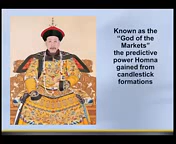 Known as the
“God of the
Markets”
the predictive
power Homna
gained from
candlestick
formations